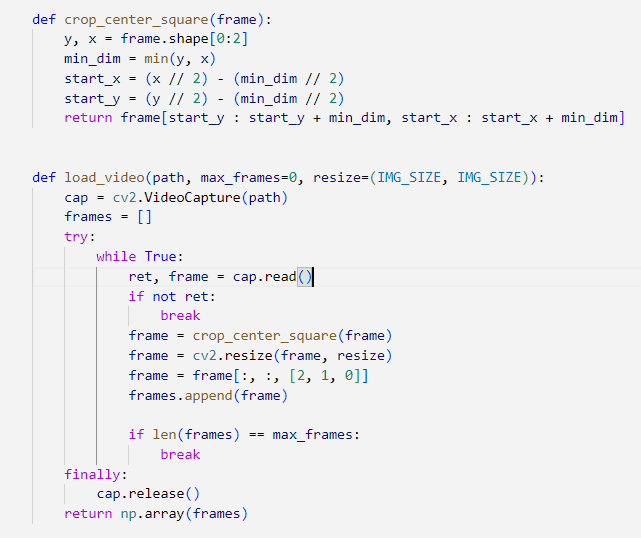 def crop_center_square(frame):
    y, x = frame.shape[0:2]
    min_dim = min(y, x)
    start_x = (x // 2) - (min_dim // 2)
    start_y = (y // 2) - (min_dim // 2)
    return frame[start_y : start_y + min_dim, start_x : start_x + min_dim]
def load_video(path, max_frames=0, resize=(IMG_SIZE, IMG_SIZE)):
    cap = cv2.VideoCapture(path)
    frames = []
    try:
        while True:
            ret, frame = cap.read()
            if not ret:
                break
            frame = crop_center_square(frame)
            frame = cv2.resize(frame, resize)
            frame = frame[:, :, [2, 1, 0]]
            frames.append(frame)
            if len(frames) == max_frames:
                break
    finally:
        cap.release()
    return np.array(frames)